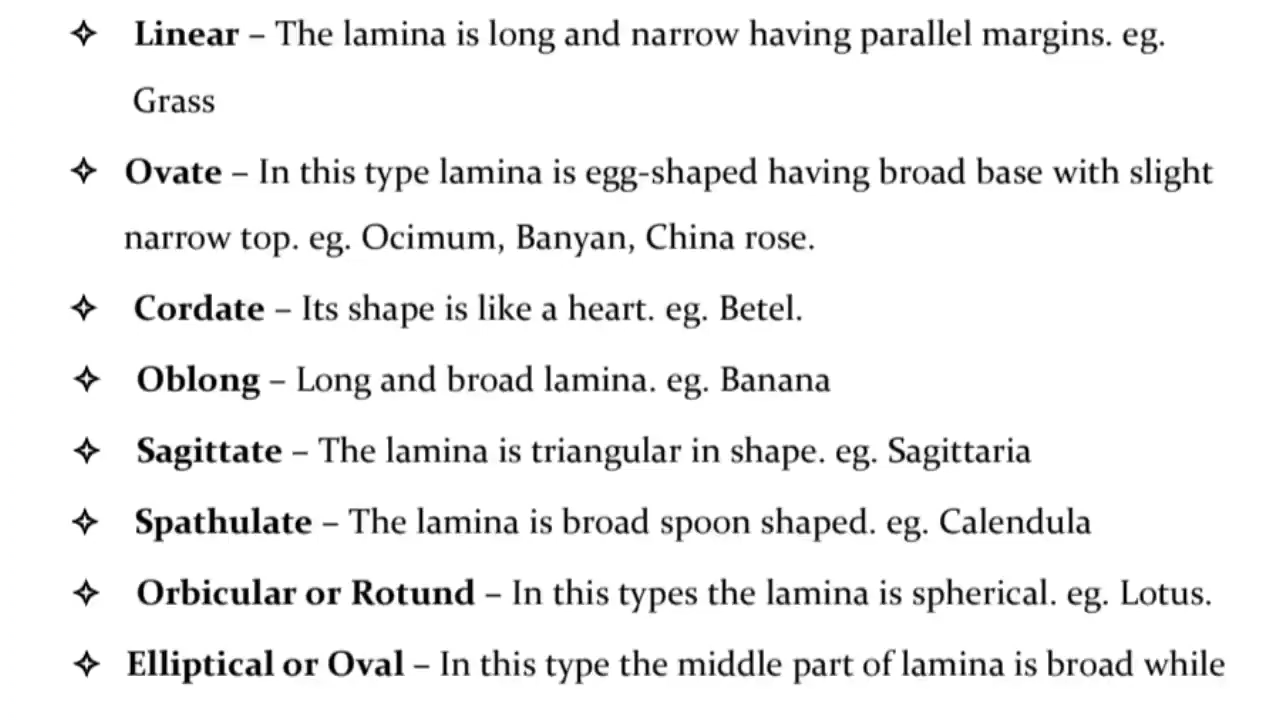 ✧ Linear – The lamina is long and narrow having parallel margins. eg.
Grass
✧ Ovate – In this type lamina is egg-shaped having broad base with slight
narrow top. eg. Ocimum, Banyan, China rose.
✧ Cordate – Its shape is like a heart. eg. Betel.
✧ Oblong – Long and broad lamina. eg. Banana
✧ Sagittate – The lamina is triangular in shape. eg. Sagittaria
✧ Spathulate – The lamina is broad spoon shaped. eg. Calendula
✧ Orbicular or Rotund – In this types the lamina is spherical. eg. Lotus.
✧ Elliptical or Oval – In this type the middle part of lamina is broad while